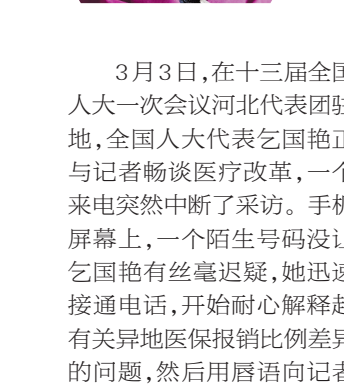 3月3日,在十三届全国
人大一次会议河北代表团驻
地,全国人大代表乞国艳正
与记者畅谈医疗改革,一个
来电突然中断了采访。手机
屏幕上,一个陌生号码没让
乞国艳有丝毫迟疑,她迅速
接通电话,开始耐心解释起
有关异地医保报销比例差异
的问题,然后用唇语向记者